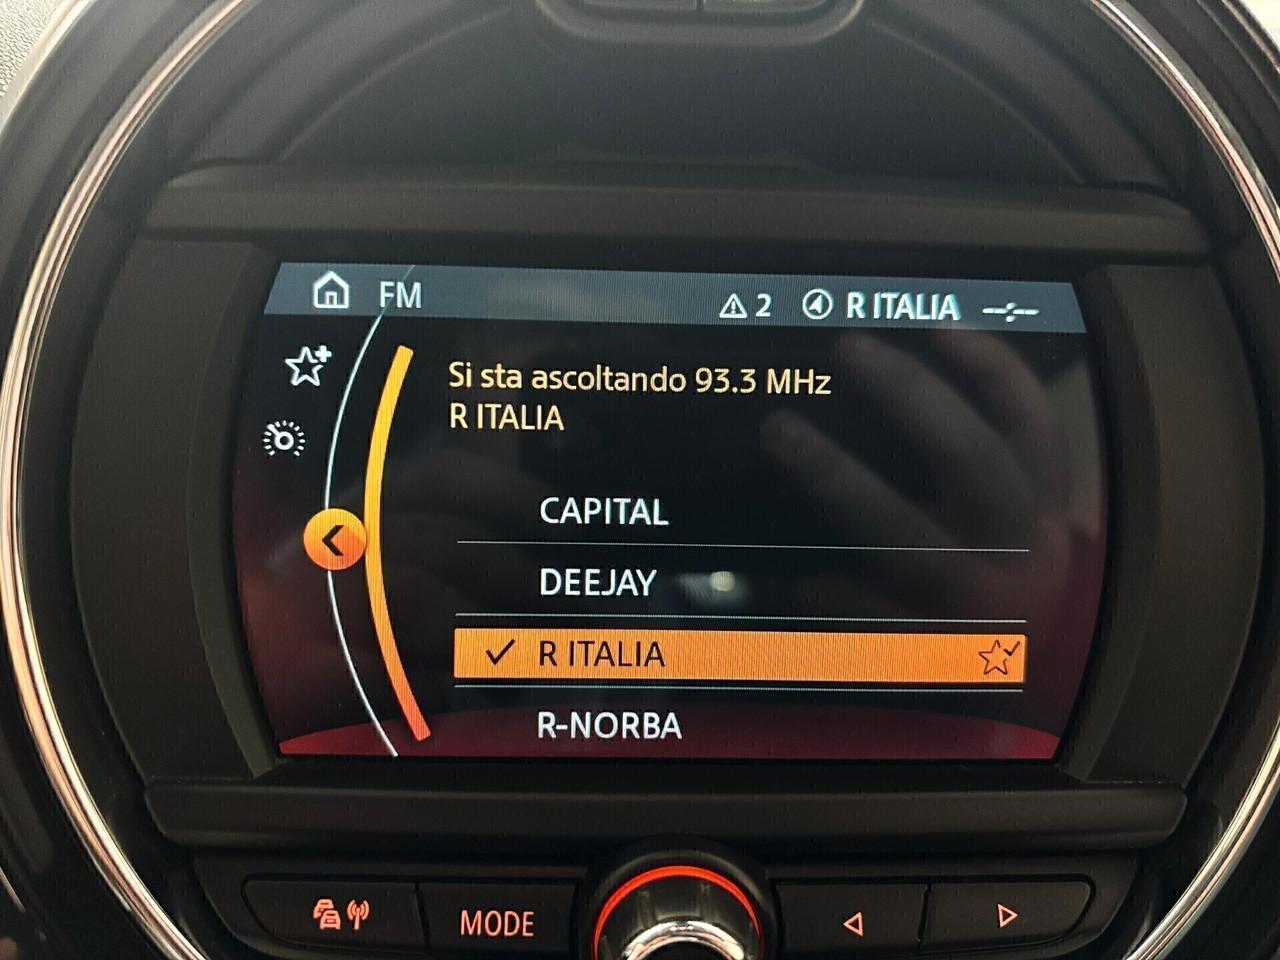 FM
2
R ITALIA
--:--
Si sta ascoltando 93.3 MHz
R ITALIA
CAPITAL
DEEJAY
R ITALIA
R-NORBA
MODE